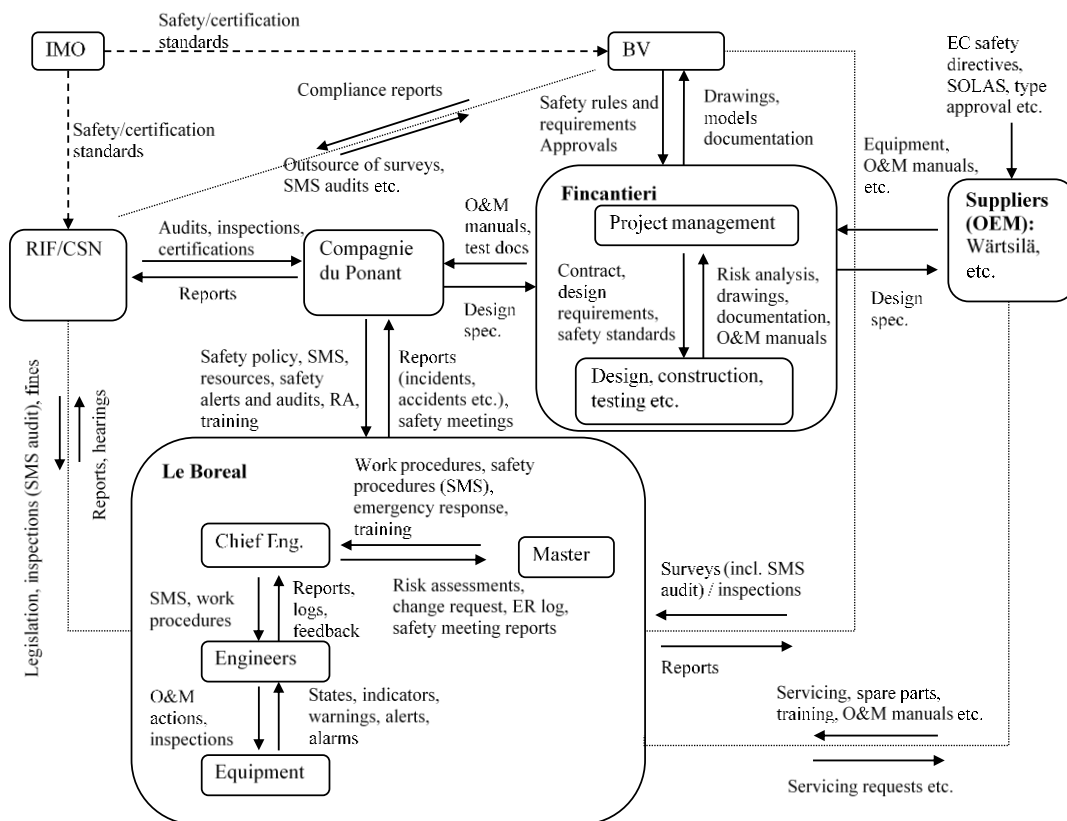 IMO
Safety/certification
standards
BV
EC safety
directives,
SOLAS, type
approval etc.
Safety/certification
standards
Compliance reports
Outsource of surveys,
SMS audits etc.
Safety rules and
requirements
Approvals
Drawings,
models
documentation
Equipment,
O&M manuals,
etc.
RIF/CSN
Audits, inspections,
certifications
Reports
Compagnie
du Ponant
O&M
manuals,
test docs
Design
spec.
Fincantieri
Project management
Contract,
design
requirements,
safety standards
Risk analysis,
drawings,
documentation,
O&M manuals
Design, construction,
testing etc.
Suppliers
(OEM):
Wärtsilä,
etc.
Design
spec.
Legislation, inspections (SMS audit), fines
Reports, hearings
Safety policy, SMS,
resources, safety
alerts and audits, RA,
training
Reports
(incidents,
accidents etc.),
safety meetings
Le Boreal
Work procedures, safety
procedures (SMS),
emergency response,
training
Chief Eng.
Master
Risk assessments,
change request, ER log,
safety meeting reports
SMS, work
procedures
Reports,
logs,
feedback
Engineers
O&M
actions,
inspections
States, indicators,
warnings, alerts,
alarms
Equipment
Surveys (incl. SMS
audit) / inspections
Reports
Servicing, spare parts,
training, O&M manuals etc.
Servicing requests etc.